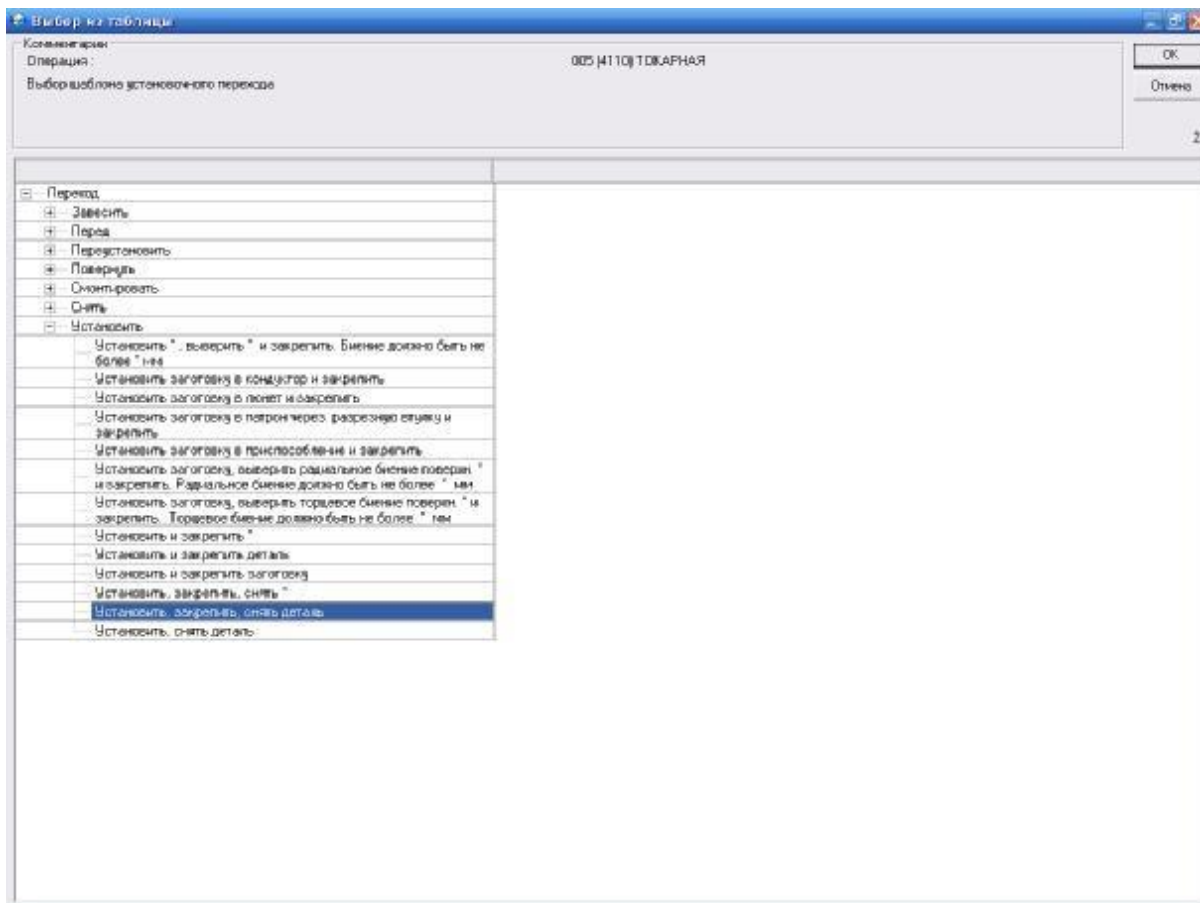 Выбор из таблицы
Комментарии
Операция :
005 (4110) ТОКАРНАЯ
OK
Выбор шаблона установочного перехода
Отмена
2
Переход
Завесить
Перед
Переустановить
Повернуть
Смонтировать
Снять
Установить
Установить * , выверить * и закрепить. Биение должно быть не
более * мм
Установить заготовку в кондуктор и закрепить
Установить заготовку в люнет и закрепить
Установить заготовку в патрон через разрезную втулку и
закрепить
Установить заготовку в приспособление и закрепить
Установить заготовку, выверить радиальное биение поверхн. *
и закрепить. Радиальное биение должно быть не более * мм
Установить заготовку, выверить торцевое биение поверхн. * и
закрепить. Торцевое биение должно быть не более * мм
Установить и закрепить *
Установить и закрепить деталь
Установить и закрепить заготовку
Установить, закрепить, снять *
Установить, закрепить, снять деталь
Установить, снять деталь